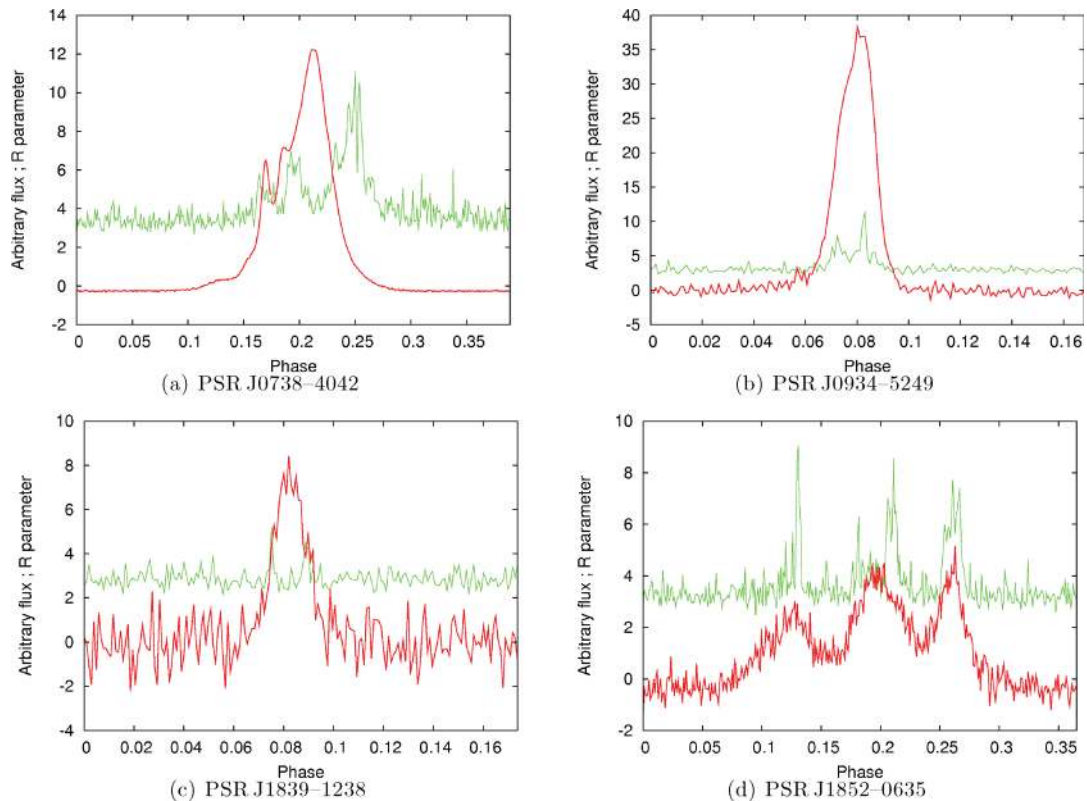 Arbitrary flux ; R parameter
14
12
10
8
6
4
2
0
-2
0 0.05 0.1 0.15 0.2 0.25 0.3 0.35
Phase
(a) PSR J0738–4042
Arbitrary flux ; R parameter
40
35
30
25
20
15
10
5
0
-5
0 0.02 0.04 0.06 0.08 0.1 0.12 0.14 0.16
Phase
(b) PSR J0934–5249
Arbitrary flux ; R parameter
10
8
6
4
2
0
-2
-4
0 0.02 0.04 0.06 0.08 0.1 0.12 0.14 0.16
Phase
(c) PSR J1839–1238
Arbitrary flux ; R parameter
10
8
6
4
2
0
-2
0 0.05 0.1 0.15 0.2 0.25 0.3 0.35
Phase
(d) PSR J1852–0635